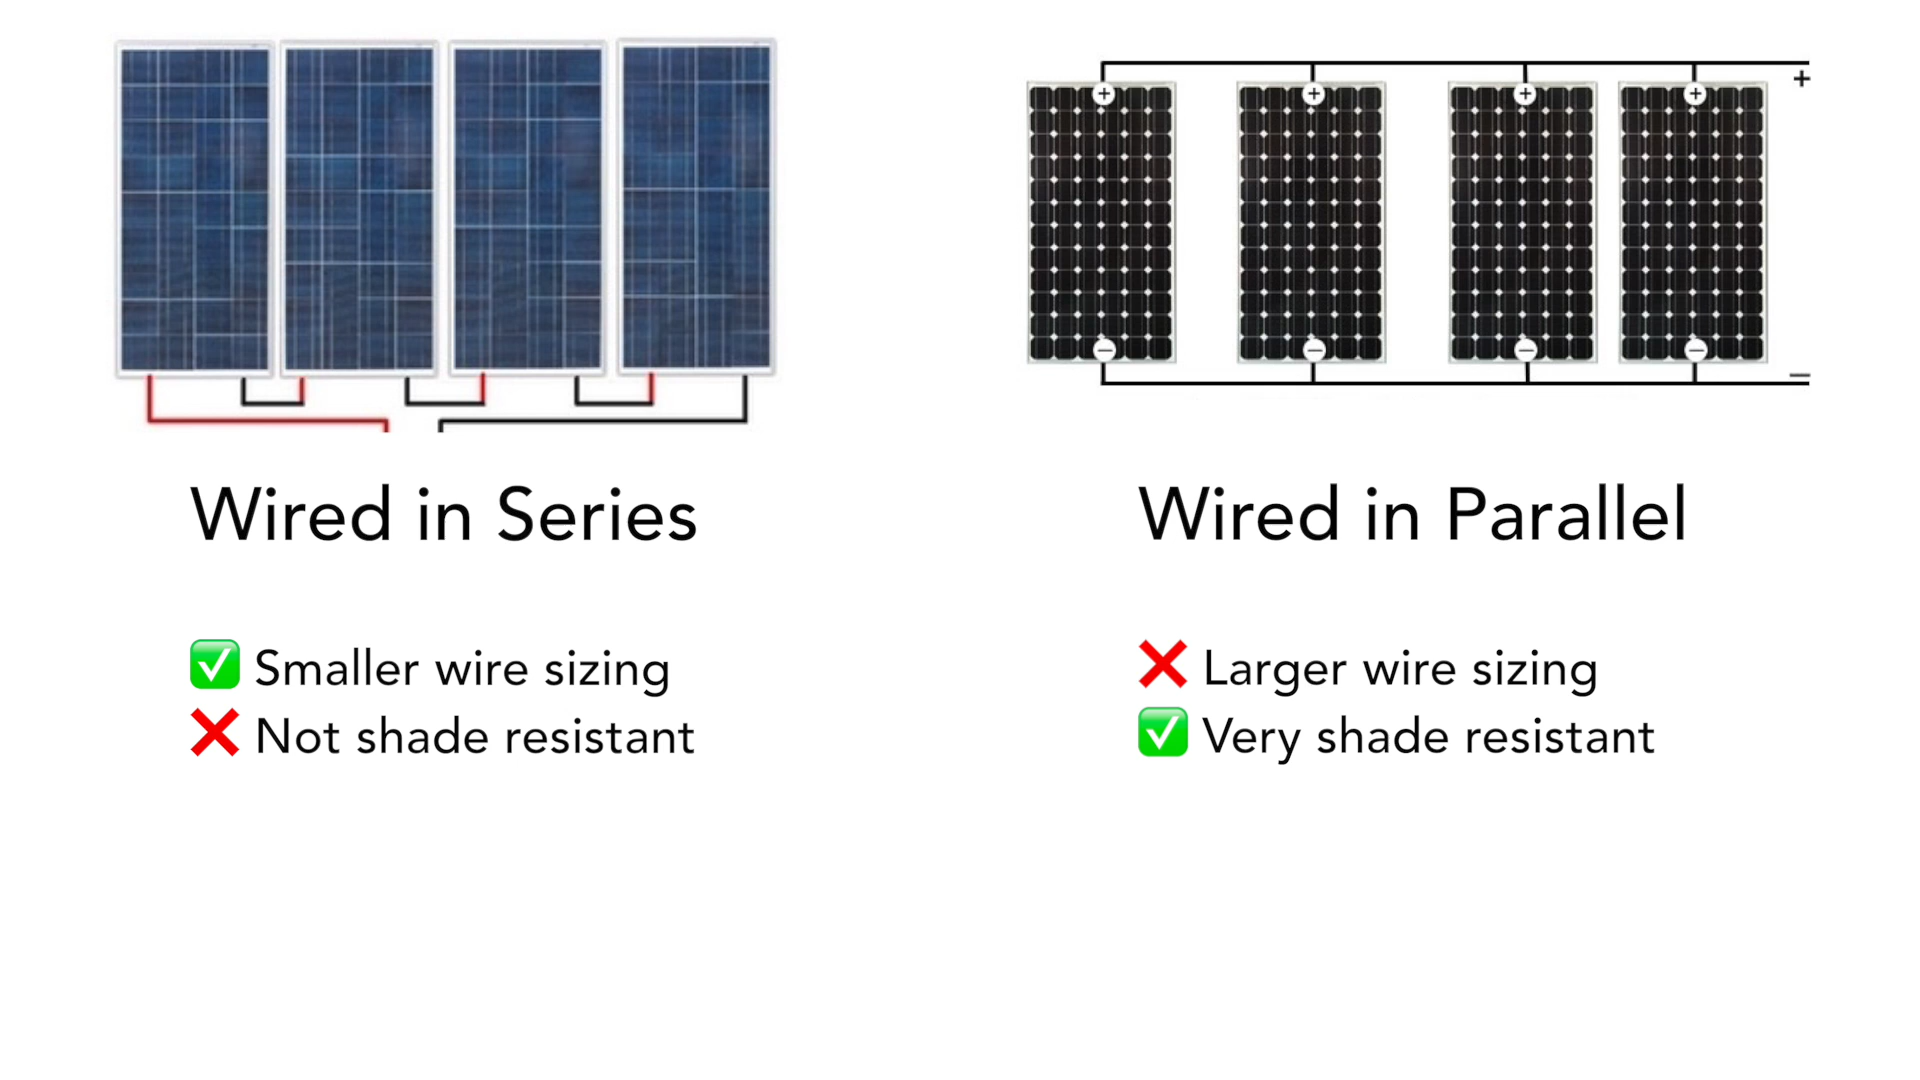 +
+ + + +
− − − −
−
Wired in Series
✅ Smaller wire sizing
❌ Not shade resistant
Wired in Parallel
❌ Larger wire sizing
✅ Very shade resistant